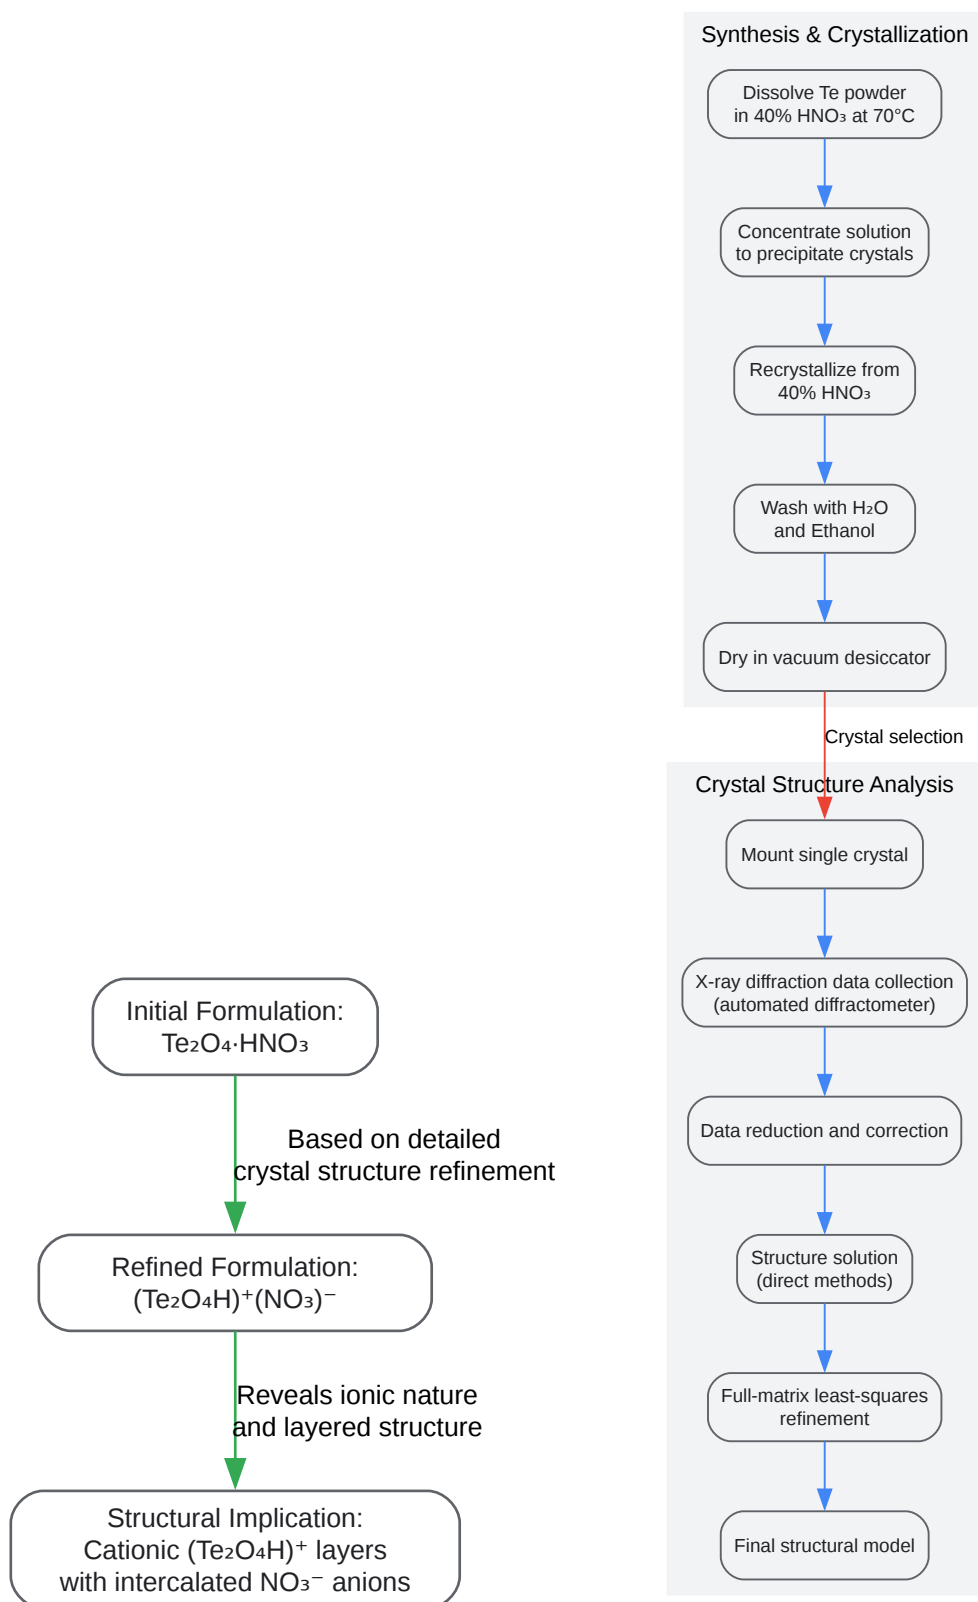 Synthesis & Crystallization
Dissolve Te powder
in 40% HNO₃ at 70°C
Concentrate solution
to precipitate crystals
Recrystallize from
40% HNO₃
Wash with H₂O
and Ethanol
Dry in vacuum desiccator
Crystal selection
Crystal Structure Analysis
Mount single crystal
X-ray diffraction data collection
(automated diffractometer)
Data reduction and correction
Structure solution
(direct methods)
Full-matrix least-squares
refinement
Final structural model
Initial Formulation:
Te₂O₄·HNO₃
Based on detailed
crystal structure refinement
Refined Formulation:
(Te₂O₄H)⁺(NO₃)⁻
Reveals ionic nature
and layered structure
Structural Implication:
Cationic (Te₂O₄H)⁺ layers
with intercalated NO₃⁻ anions